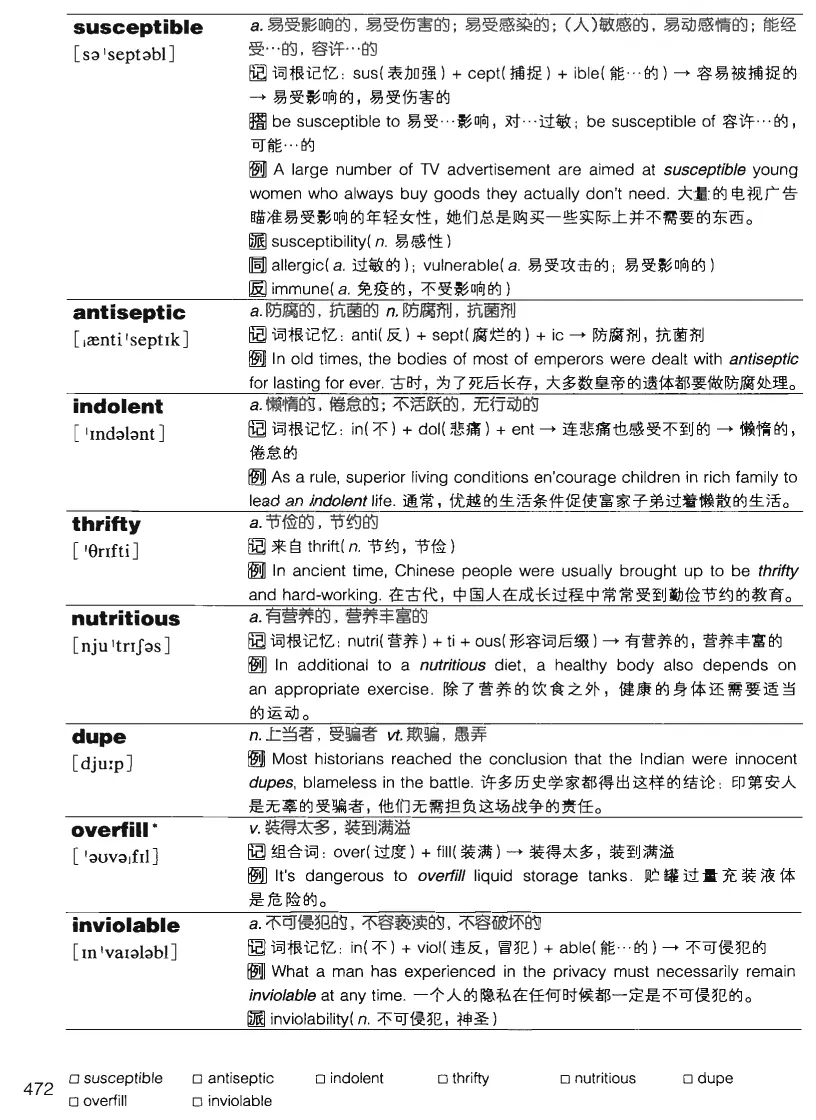 susceptible a. 易受影响的，易受伤害的；易受感染的；(人)敏感的，易动感情的；能经
[səˈseptəbl] 受…的，容许…的
记 词根记忆：sus(表加强) + cept(捕捉) + ible(能…的) → 容易被捕捉的
→ 易受影响的，易受伤害的
搭 be susceptible to 易受…影响，对…过敏；be susceptible of 容许…的，
可能…的
例 A large number of TV advertisement are aimed at susceptible young
women who always buy goods they actually don't need. 大量的电视广告
瞄准易受影响的年轻女性，她们总是购买一些实际上并不需要的东西。
派 susceptibility(n. 易感性)
同 allergic(a. 过敏的)；vulnerable(a. 易受攻击的；易受影响的)
反 immune(a. 免疫的，不受影响的)
antiseptic a. 防腐的，抗菌的 n. 防腐剂，抗菌剂
[ˌæntiˈseptɪk] 记 词根记忆：anti(反) + sept(腐烂的) + ic → 防腐剂，抗菌剂
例 In old times, the bodies of most of emperors were dealt with antiseptic
for lasting for ever. 古时，为了死后长存，大多数皇帝的遗体都要做防腐处理。
indolent a. 懒惰的，倦怠的；不活跃的，无行动的
[ˈɪndələnt] 记 词根记忆：in(不) + dol(悲痛) + ent → 连悲痛也感受不到的 → 懒惰的，
倦怠的
例 As a rule, superior living conditions en'courage children in rich family to
lead an indolent life. 通常，优越的生活条件促使富家子弟过着懒散的生活。
thrifty a. 节俭的，节约的
[ˈθrɪfti] 记 来自 thrift(n. 节约，节俭)
例 In ancient time, Chinese people were usually brought up to be thrifty
and hard-working. 在古代，中国人在成长过程中常常受到勤俭节约的教育。
nutritious a. 有营养的，营养丰富的
[njuˈtrɪʃəs] 记 词根记忆：nutri(营养) + ti + ous(形容词后缀) → 有营养的，营养丰富的
例 In additional to a nutritious diet, a healthy body also depends on
an appropriate exercise. 除了营养的饮食之外，健康的身体还需要适当
的运动。
dupe n. 上当者，受骗者 vt. 欺骗，愚弄
[djuːp] 例 Most historians reached the conclusion that the Indian were innocent
dupes, blameless in the battle. 许多历史学家都得出这样的结论：印第安人
是无辜的受骗者，他们无需担负这场战争的责任。
overfill* v. 装得太多，装到满溢
[ˈəʊvəˌfɪl] 记 组合词：over(过度) + fill(装满) → 装得太多，装到满溢
例 It's dangerous to overfill liquid storage tanks. 贮罐过量充装液体
是危险的。
inviolable a. 不可侵犯的，不容亵渎的，不容破坏的
[ɪnˈvaɪələbl] 记 词根记忆：in(不) + viol(违反，冒犯) + able(能…的) → 不可侵犯的
例 What a man has experienced in the privacy must necessarily remain
inviolable at any time. 一个人的隐私在任何时候都一定是不可侵犯的。
派 inviolability(n. 不可侵犯，神圣)
472 □ susceptible □ antiseptic □ indolent □ thrifty □ nutritious □ dupe
□ overfill □ inviolable